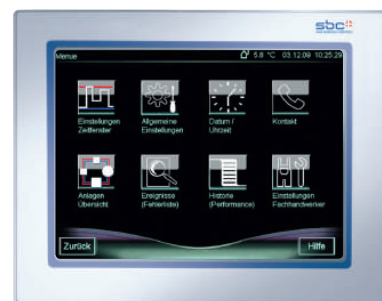 sbc
Menue 5.8 °C 03.12.09 10:25:29
Einstellungen
Zeitfenster
Allgemeine
Einstellungen
Datum /
Uhrzeit
Kontakt
Anlagen
Übersicht
Ereignisse
(Fehlerliste)
Historie
(Performance)
Einstellungen
Fachhandwerker
Zurück
Hilfe